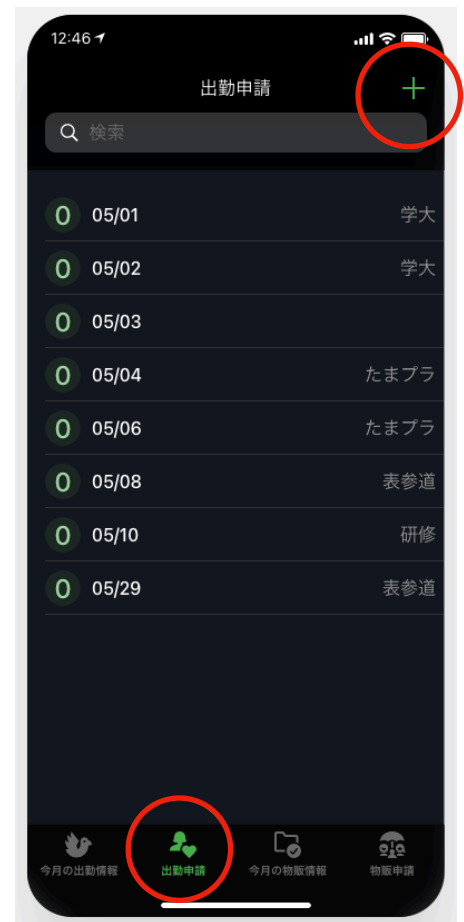 12:46
出勤申請
検索
0 05/01 学大
0 05/02 学大
0 05/03
0 05/04 たまプラ
0 05/06 たまプラ
0 05/08 表参道
0 05/10 研修
0 05/29 表参道
今月の出勤情報 出勤申請 今月の物販情報 物販申請